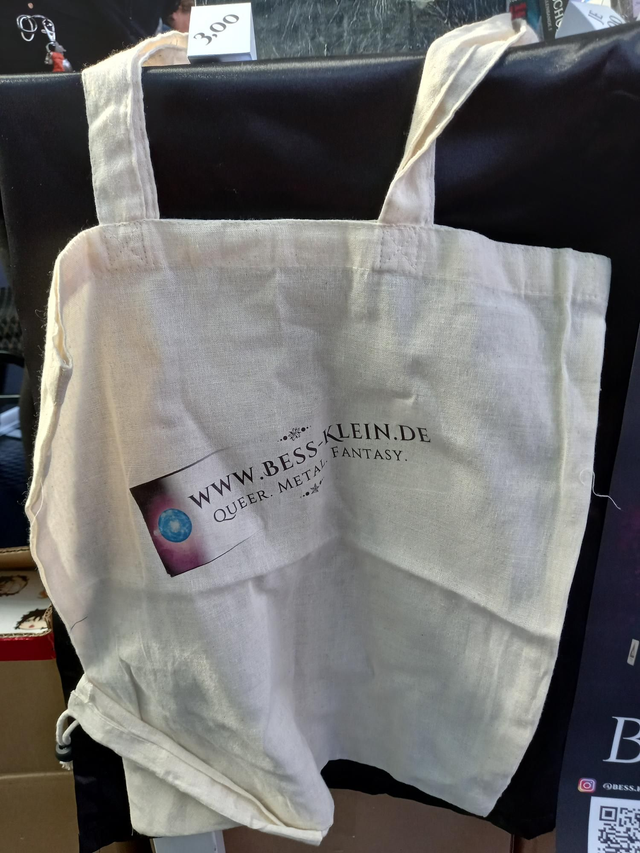 3,00
WWW.BESS-KLEIN.DE
QUEER. METAL. FANTASY.
B
@BESS.